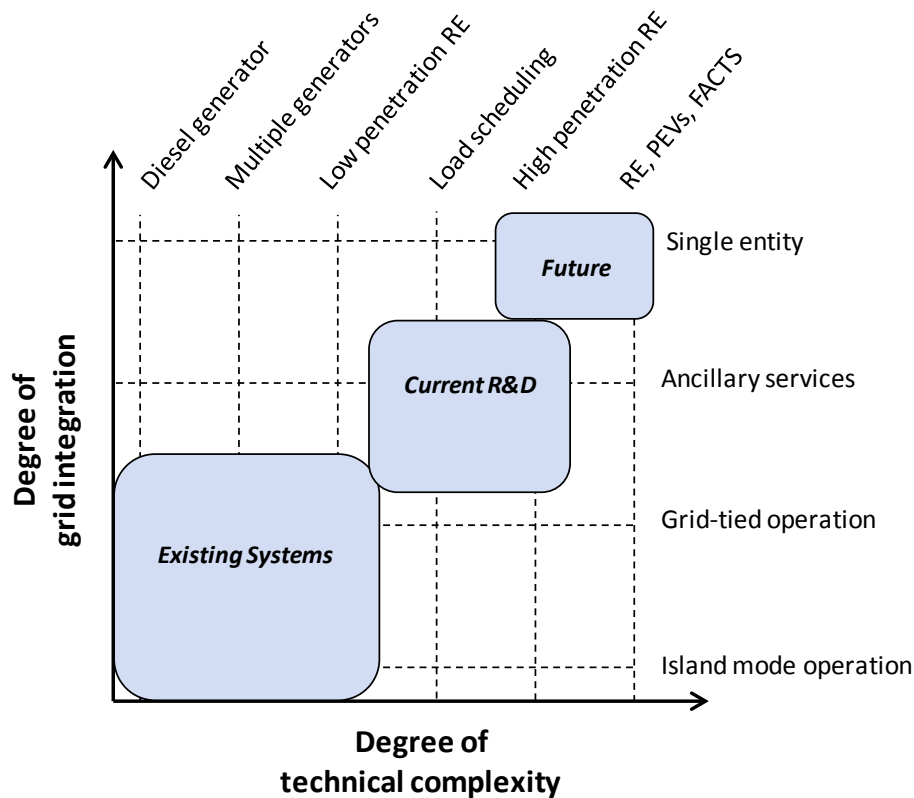 Diesel generator
Multiple generators
Low penetration RE
Load scheduling
High penetration RE
RE, PEVs, FACTS
Single entity
Future
Ancillary services
Current R&D
Degree of
grid integration
Grid-tied operation
Existing Systems
Island mode operation
Degree of
technical complexity